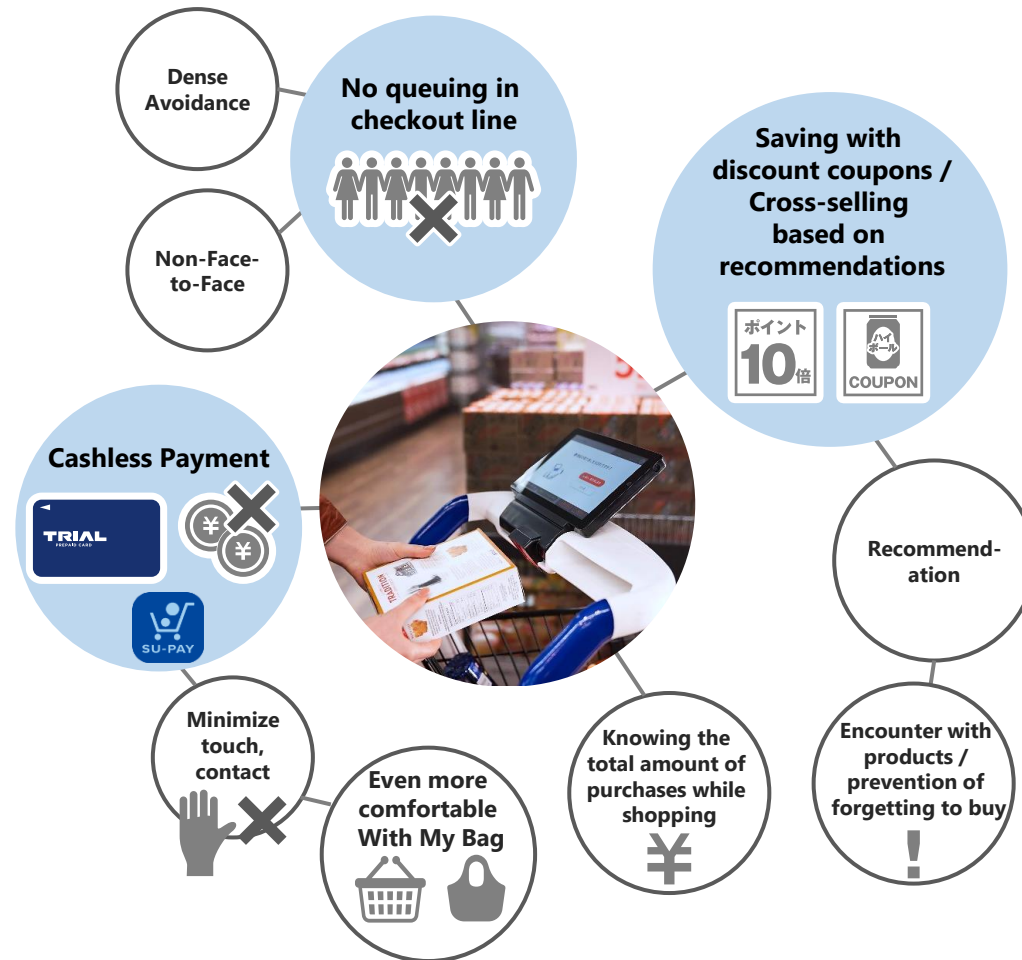 Dense
Avoidance
No queuing in
checkout line
Non-Face-
to-Face
Saving with
discount coupons /
Cross-selling
based on
recommendations
ポイント
10倍
ハイ
ボール
COUPON
Cashless Payment
TRIAL
PREPAID CARD
¥
¥
SU-PAY
TRADITION
Recommend-
ation
Minimize
touch,
contact
Even more
comfortable
With My Bag
Knowing the
total amount of
purchases while
shopping
¥
Encounter with
products /
prevention of
forgetting to buy
!